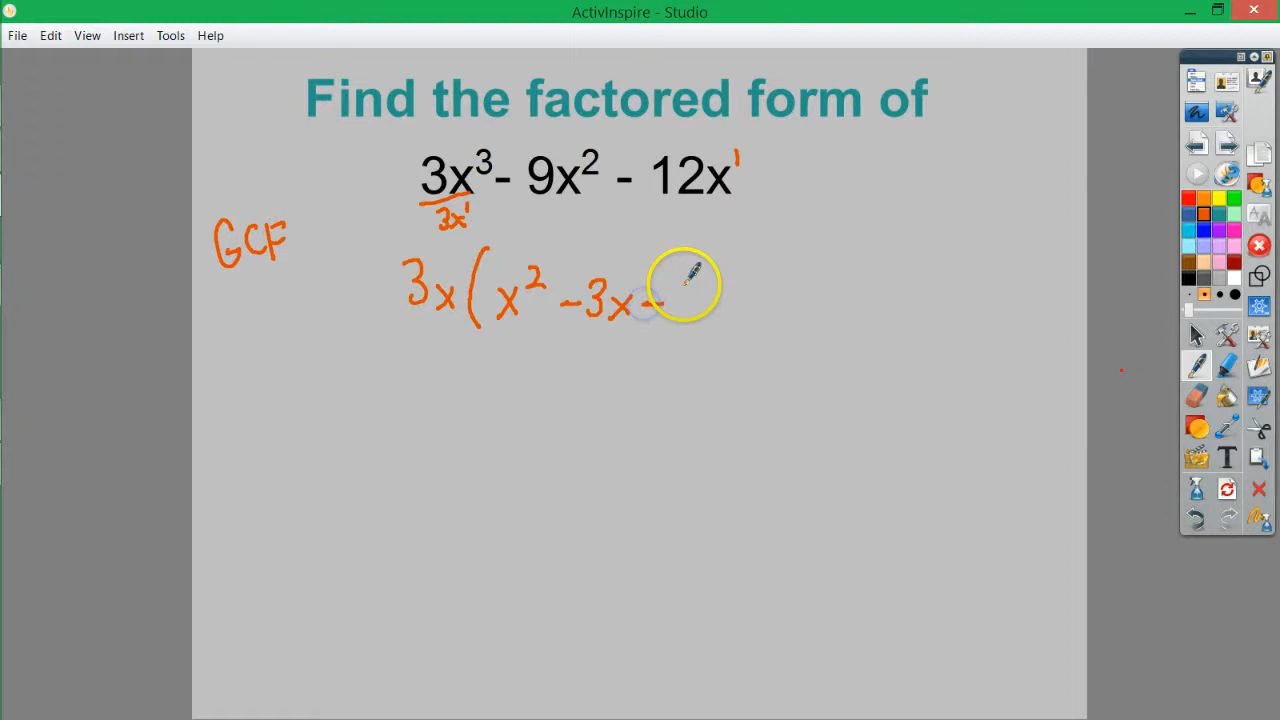 ActivInspire - Studio
File Edit View Insert Tools Help
Find the factored form of
3x³- 9x² - 12x¹
3x¹
GCF
3x(x² -3x-